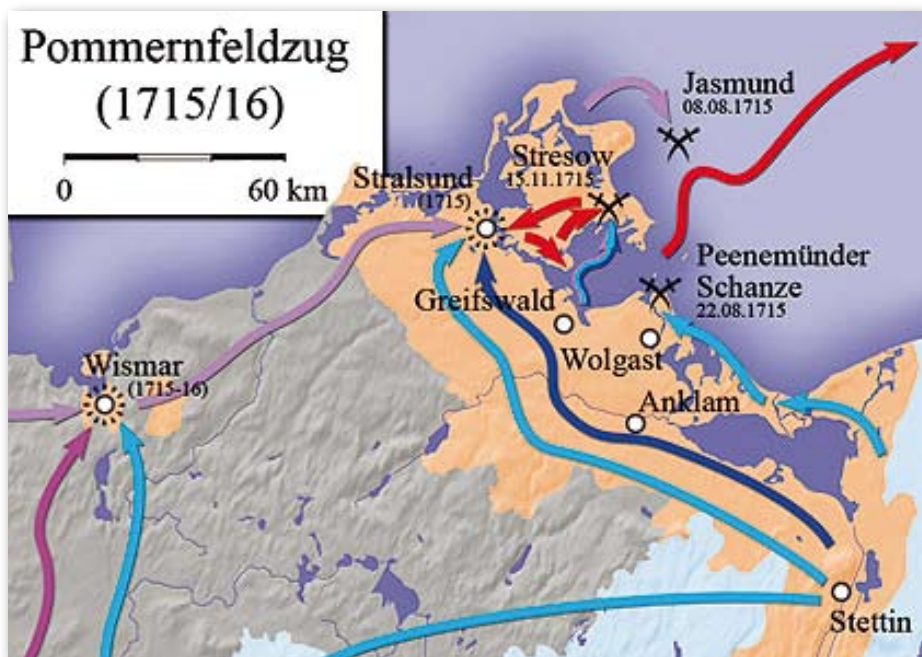 Pommernfeldzug
(1715/16)
0 60 km
Jasmund
08.08.1715
Stresow
15.11.1715
Stralsund
(1715)
Peenemünder
Schanze
22.08.1715
Greifswald
Wolgast
Wismar
(1715-16)
Anklam
Stettin